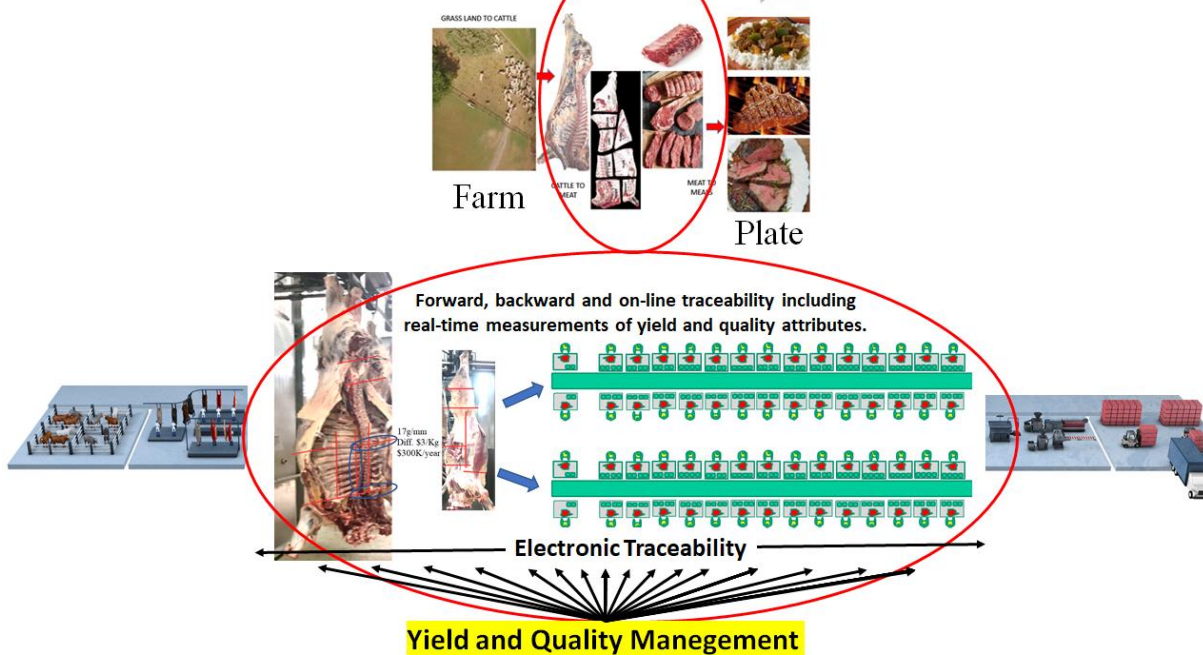 GRASS LAND TO CATTLE
Farm
CATTLE TO
MEAT
MEAT TO
MEALS
Plate
Forward, backward and on-line traceability including
real-time measurements of yield and quality attributes.
17g/mm
Diff. $3/Kg
$300K/year
Electronic Traceability
Yield and Quality Manegement